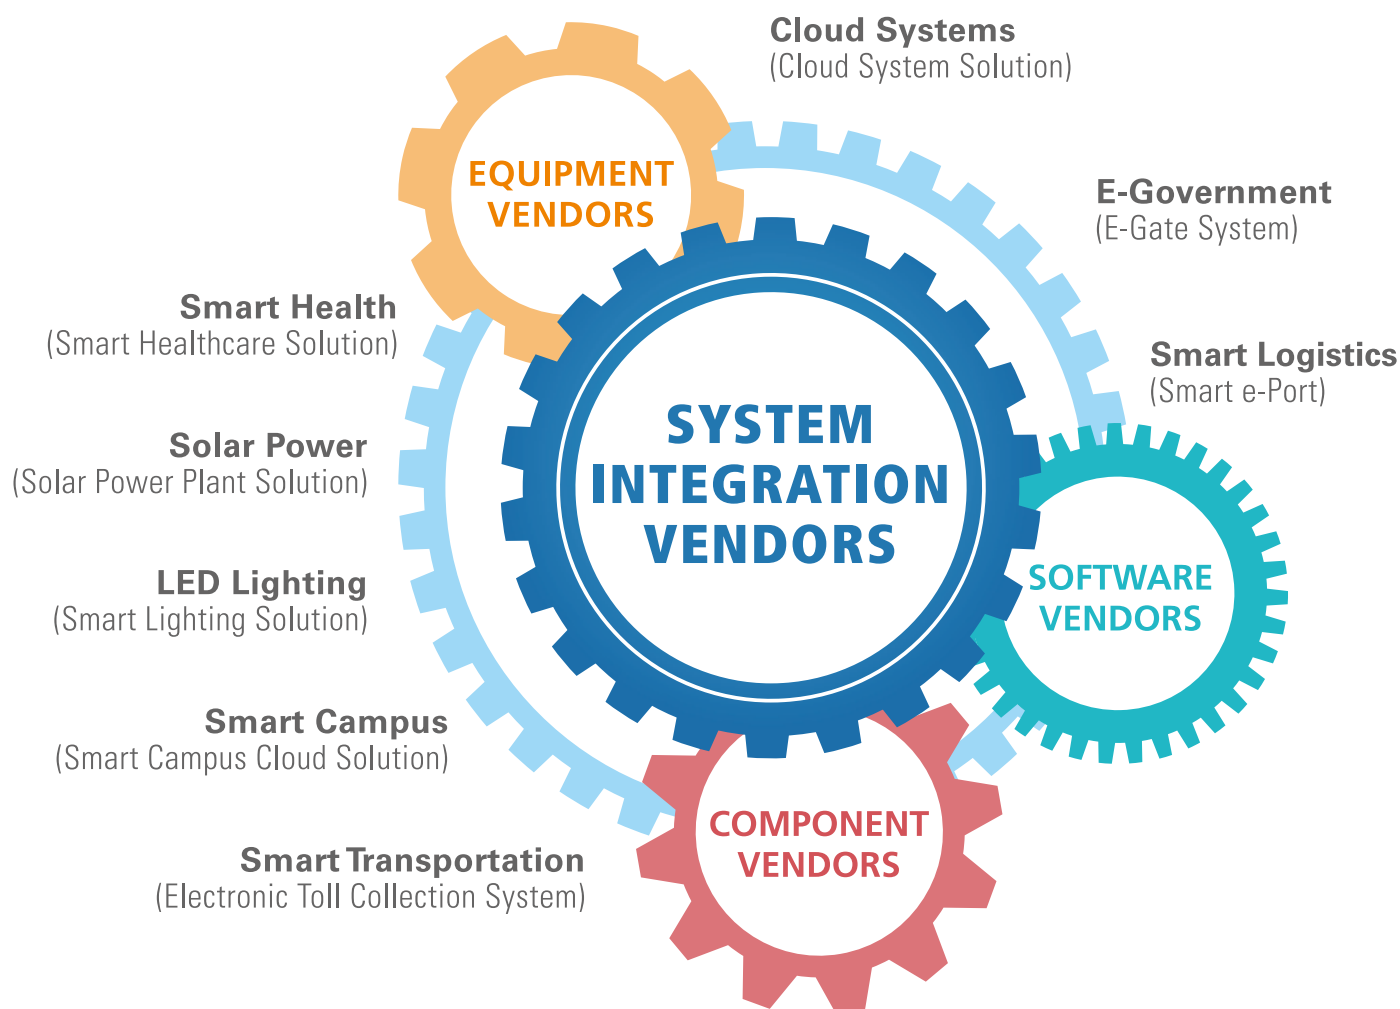 Cloud Systems
(Cloud System Solution)
EQUIPMENT
VENDORS
E-Government
(E-Gate System)
Smart Health
(Smart Healthcare Solution)
Smart Logistics
(Smart e-Port)
SYSTEM
INTEGRATION
VENDORS
Solar Power
(Solar Power Plant Solution)
LED Lighting
(Smart Lighting Solution)
SOFTWARE
VENDORS
Smart Campus
(Smart Campus Cloud Solution)
COMPONENT
VENDORS
Smart Transportation
(Electronic Toll Collection System)